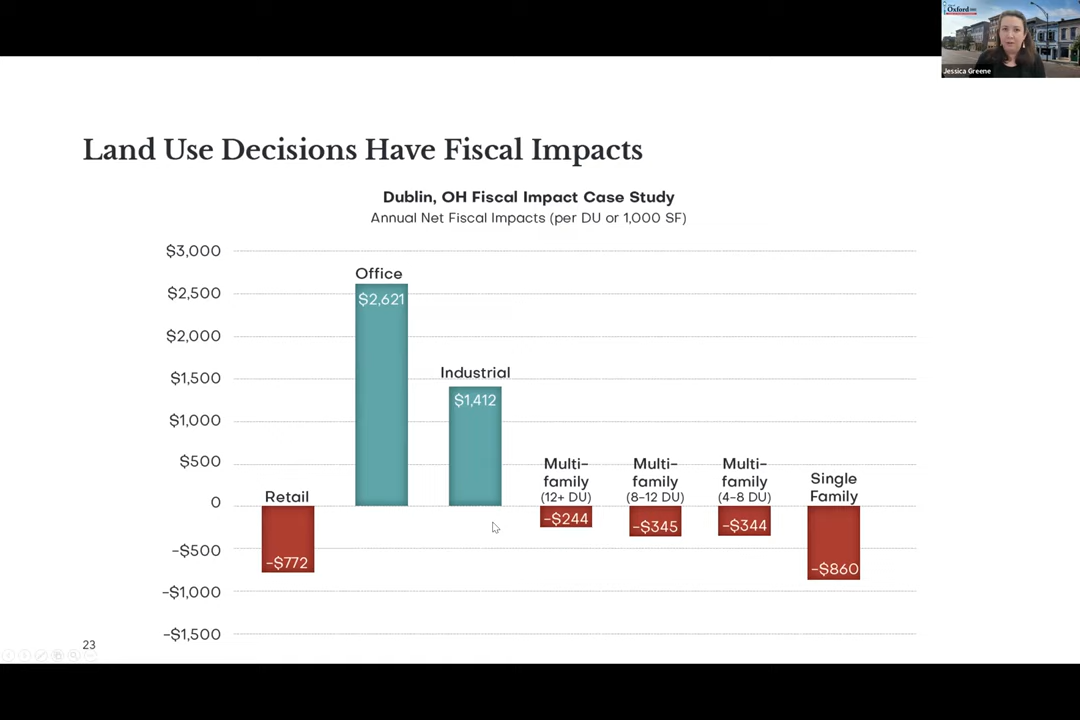 Oxford
Jessica Greene
Land Use Decisions Have Fiscal Impacts
Dublin, OH Fiscal Impact Case Study
Annual Net Fiscal Impacts (per DU or 1,000 SF)
$3,000
$2,500
$2,000
$1,500
$1,000
$500
0
-$500
-$1,000
-$1,500
Retail
-$772
Office
$2,621
Industrial
$1,412
Multi-
family
(12+ DU)
-$244
Multi-
family
(8-12 DU)
-$345
Multi-
family
(4-8 DU)
-$344
Single
Family
-$860
23